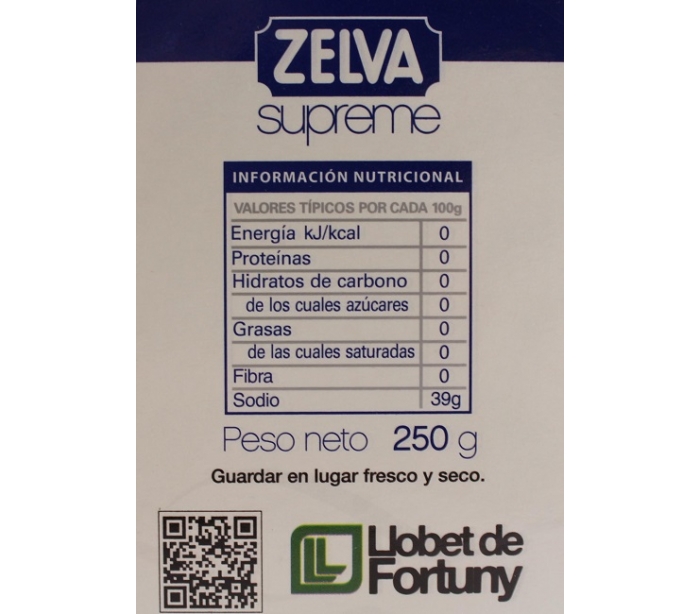 ZELVA
supreme
INFORMACIÓN NUTRICIONAL
VALORES TÍPICOS POR CADA 100g
Energía kJ/kcal 0
Proteínas 0
Hidratos de carbono 0
de los cuales azúcares 0
Grasas 0
de las cuales saturadas 0
Fibra 0
Sodio 39g
Peso neto 250 g
Guardar en lugar fresco y seco.
LL
Llobet de
Fortuny